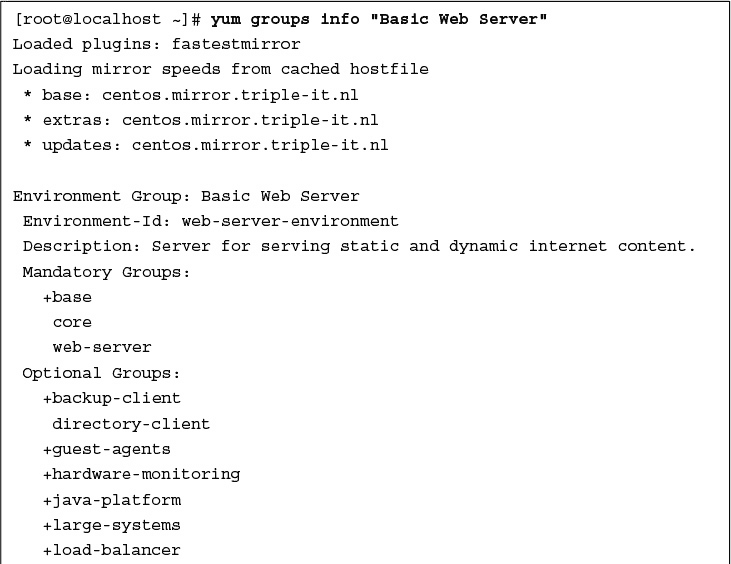 [root@localhost ~]# yum groups info "Basic Web Server"
Loaded plugins: fastestmirror
Loading mirror speeds from cached hostfile
 * base: centos.mirror.triple-it.nl
 * extras: centos.mirror.triple-it.nl
 * updates: centos.mirror.triple-it.nl

Environment Group: Basic Web Server
 Environment-Id: web-server-environment
 Description: Server for serving static and dynamic internet content.
 Mandatory Groups:
   +base
    core
    web-server
 Optional Groups:
   +backup-client
    directory-client
   +guest-agents
   +hardware-monitoring
   +java-platform
   +large-systems
   +load-balancer